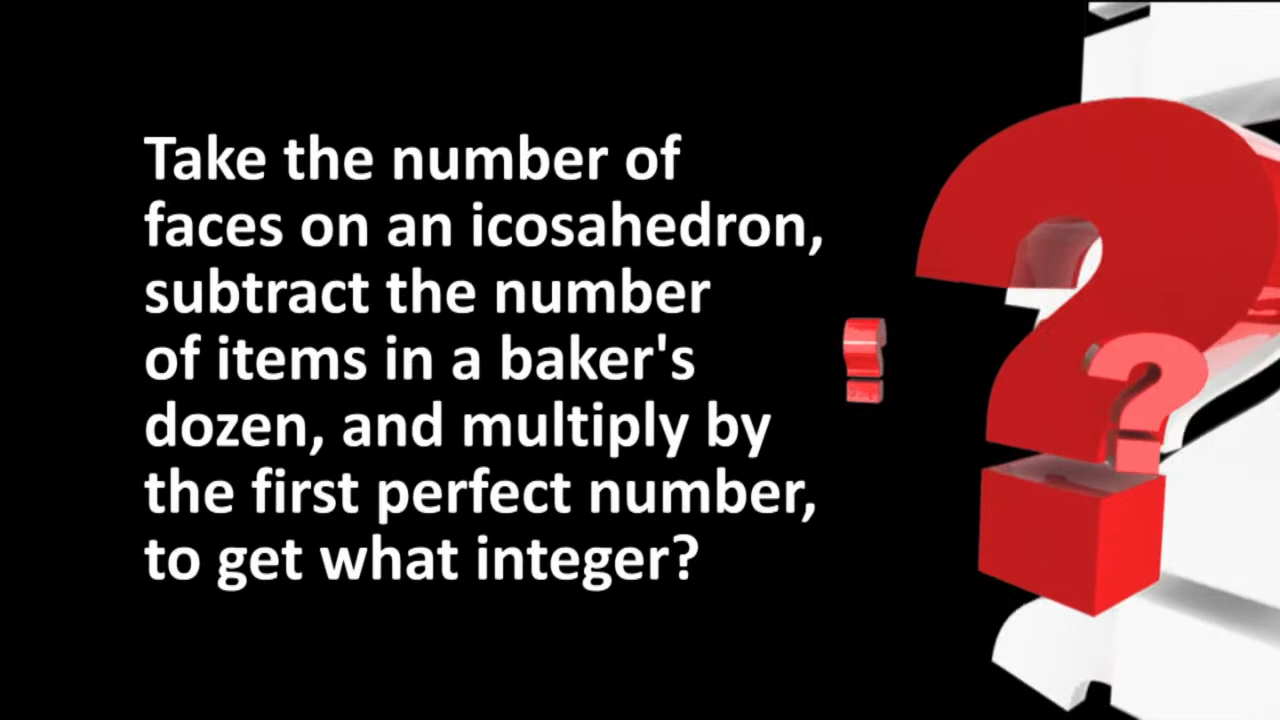 Take the number of
faces on an icosahedron,
subtract the number
of items in a baker's
dozen, and multiply by
the first perfect number,
to get what integer?